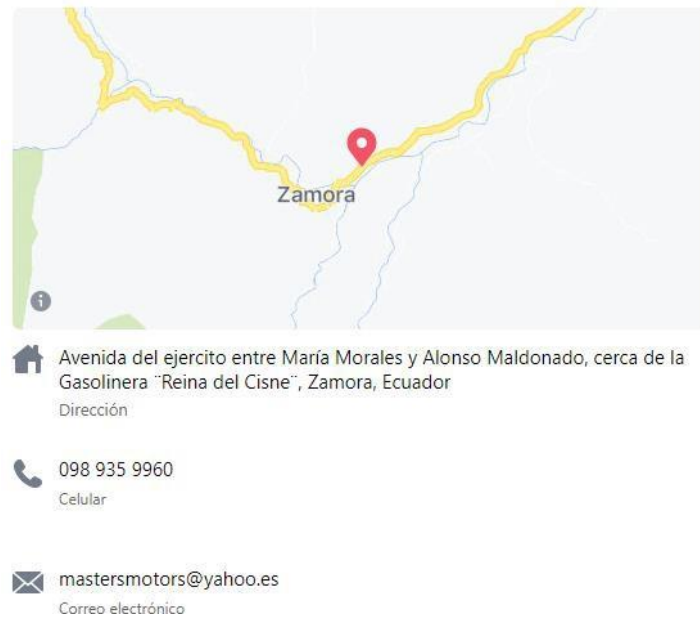 Zamora
Avenida del ejercito entre María Morales y Alonso Maldonado, cerca de la
Gasolinera ¨Reina del Cisne¨, Zamora, Ecuador
Dirección
098 935 9960
Celular
mastersmotors@yahoo.es
Correo electrónico